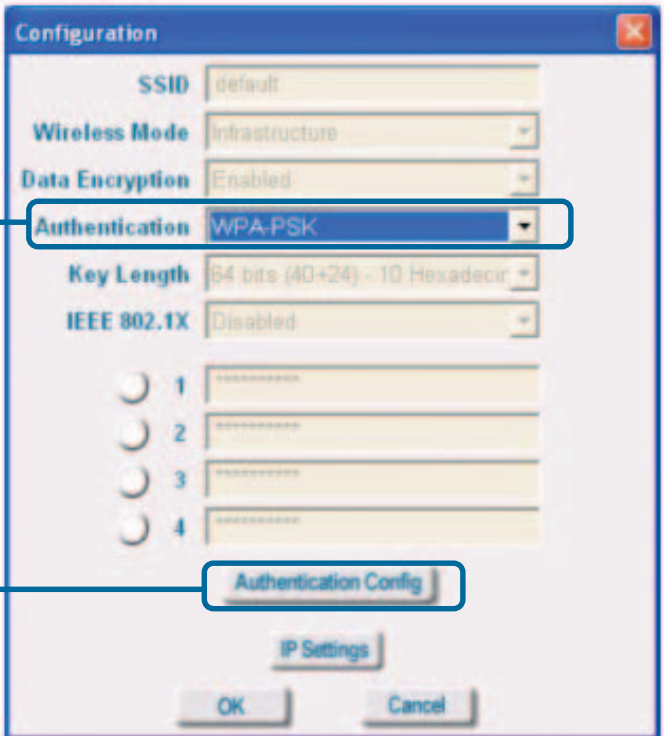 Configuration
SSID default
Wireless Mode Infrastructure
Data Encryption Enabled
Authentication WPA-PSK
Key Length 64 bits (40+24) - 10 Hexadecir
IEEE 802.1X Disabled
1 **********
2 **********
3 **********
4 **********
Authentication Config
IP Settings
OK Cancel